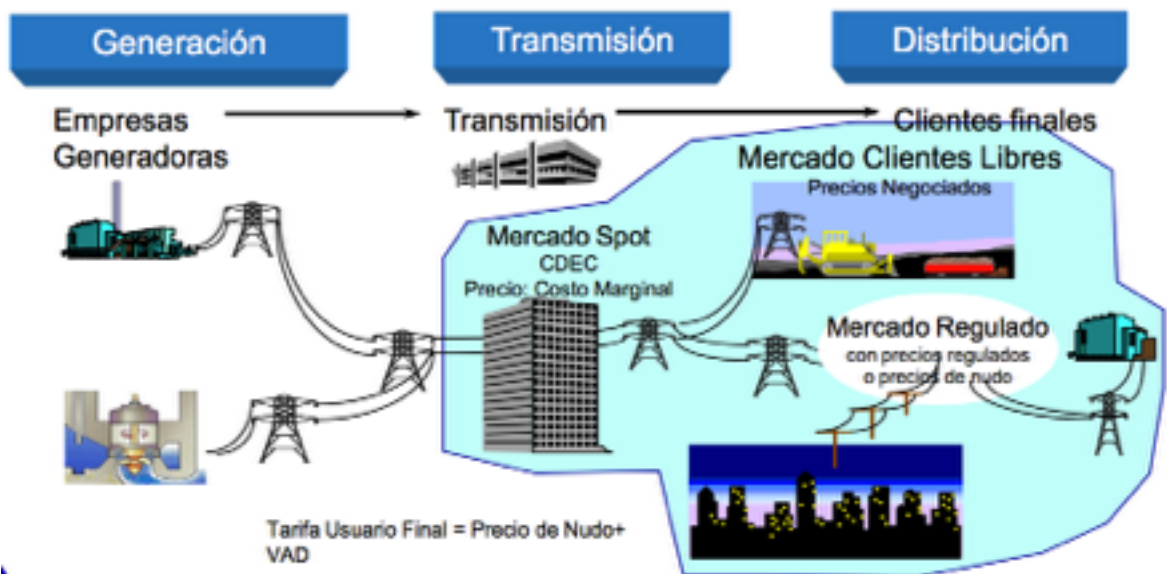 Generación
Transmisión
Distribución
Empresas
Generadoras
Transmisión
Clientes finales
Mercado Clientes Libres
Precios Negociados
Mercado Spot
CDEC
Precio: Costo Marginal
Mercado Regulado
con precios regulados
o precios de nudo
Tarifa Usuario Final = Precio de Nudo+
VAD